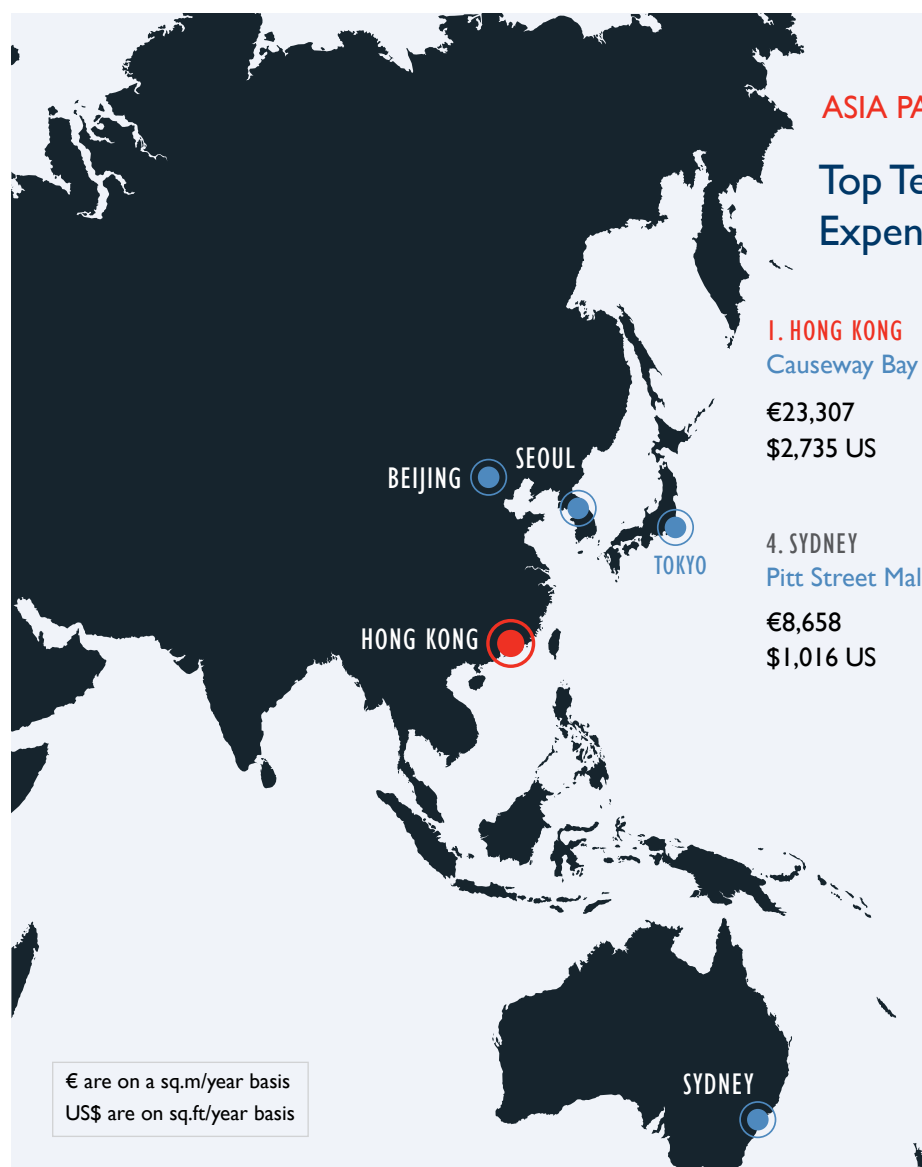 ASIA PA
Top Te
Expen
1. HONG KONG
Causeway Bay
€23,307
$2,735 US
SEOUL
BEIJING
4. SYDNEY
TOKYO
Pitt Street Mal
€8,658
HONG KONG
$1,016 US
€ are on a sq.m/year basis
US$ are on sq.ft/year basis
SYDNEY